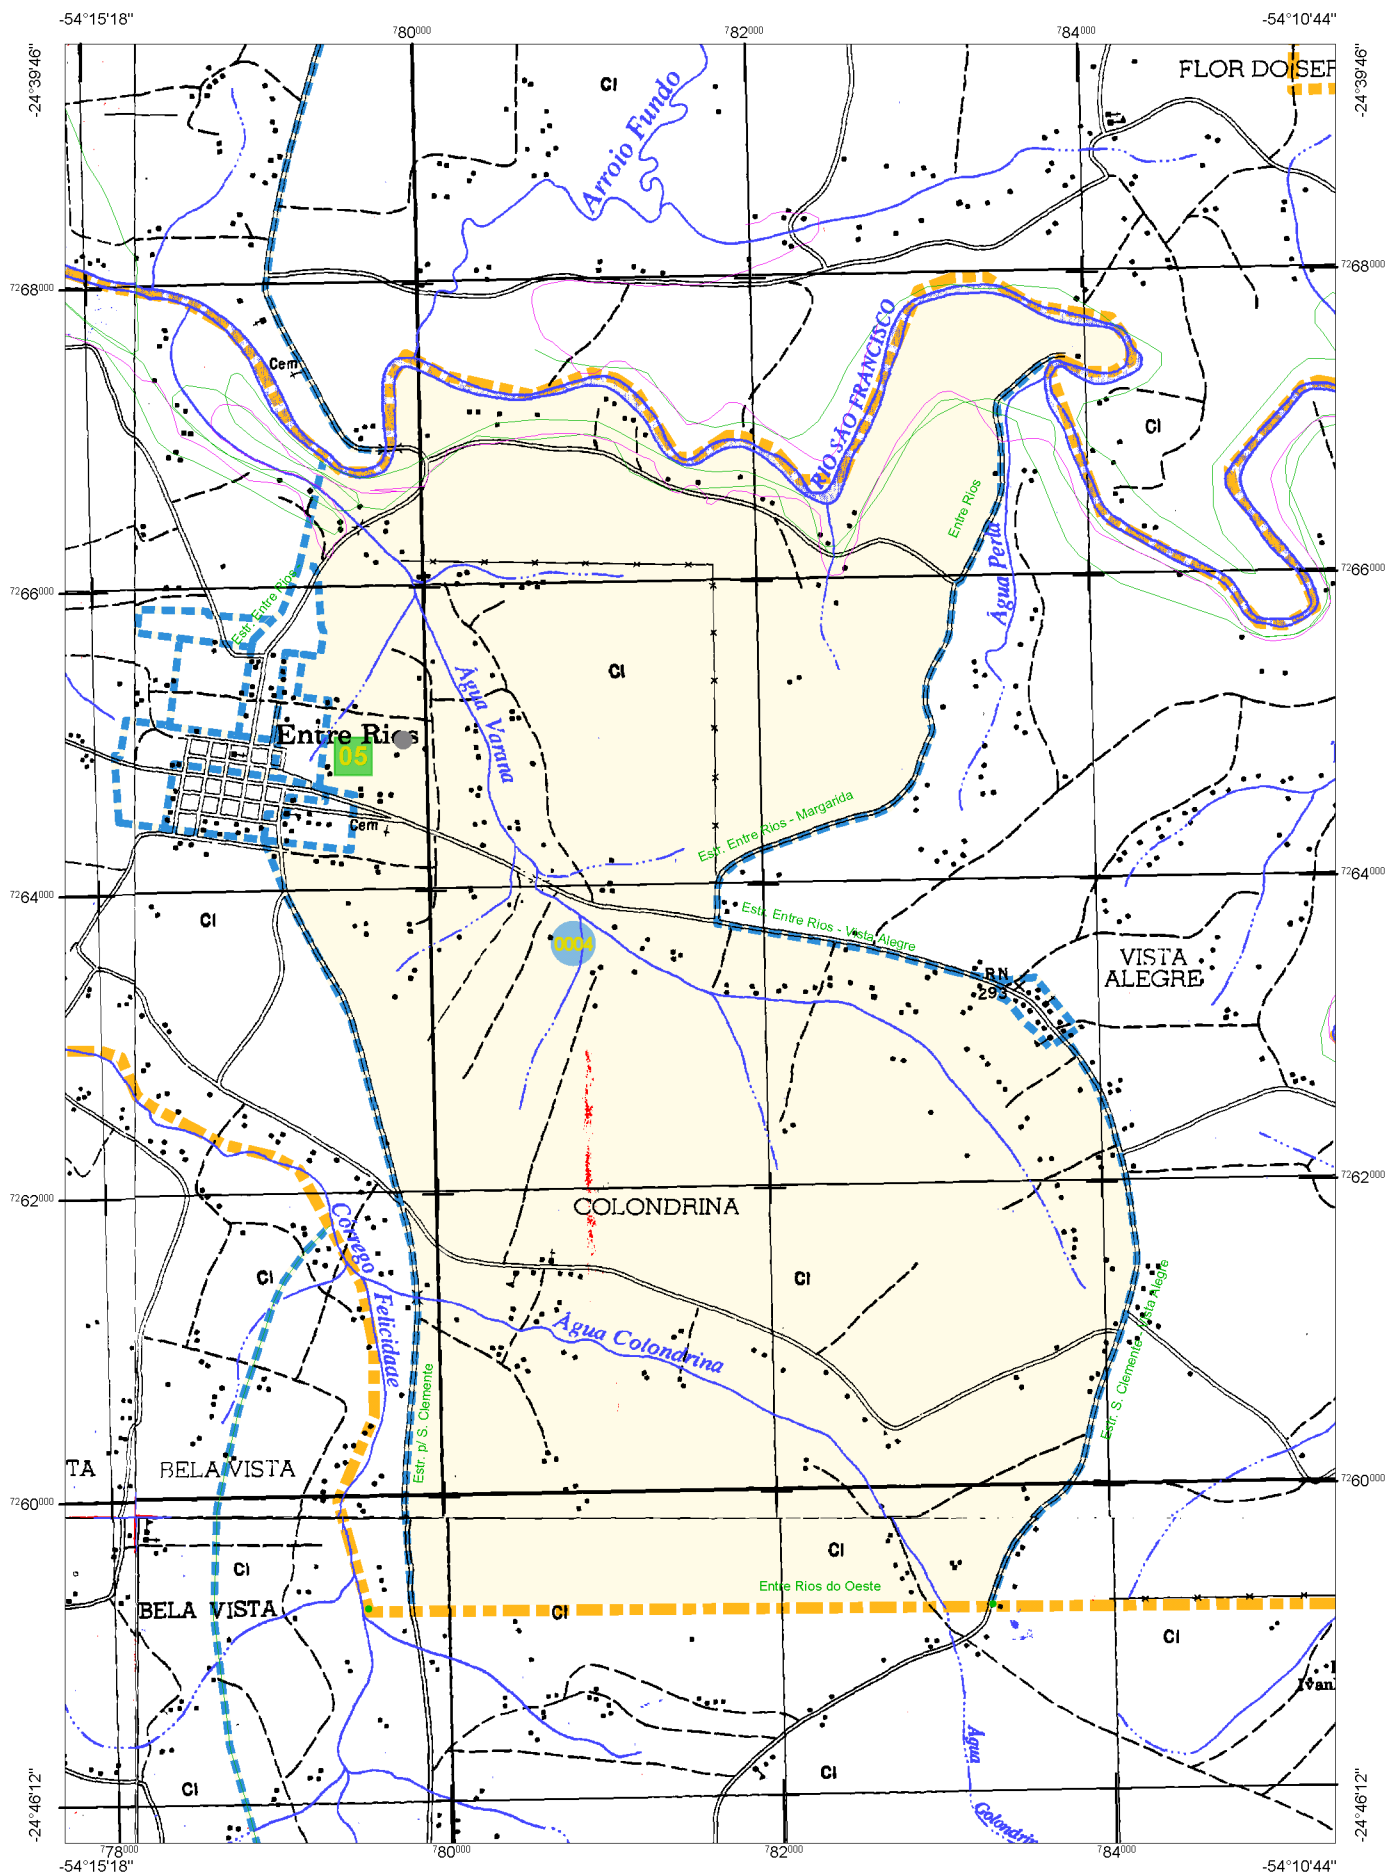 -54°15'18"
-54°10'44"
780000
782000
784000
-24°39'46"
-24°39'46"
FLOR DO SER
CI
Arroio Fundo
7268000
7268000
RIO SÃO FRANCISCO
Cem
CI
Entre Rios
Água Perla
7266000
7266000
Estr. Entre Rios
CI
Água Varana
Entre Rios
05
Estr. Entre Rios - Margarida
Cem
7264000
7264000
CI
Estr. Entre Rios - Vista Alegre
0004
VISTA
ALEGRE
RN
293
7262000
7262000
COLONDRINA
Córrego Felicidade
CI
CI
Estr. S. Clemente - Vista Alegre
Água Colondrina
Estr. p/ S. Clemente
TA
BELA VISTA
7260000
7260000
CI
CI
Entre Rios do Oeste
BELA VISTA
CI
CI
Ivan
Água
CI
CI
-24°46'12"
-24°46'12"
778000
780000
782000
784000
-54°15'18"
-54°10'44"